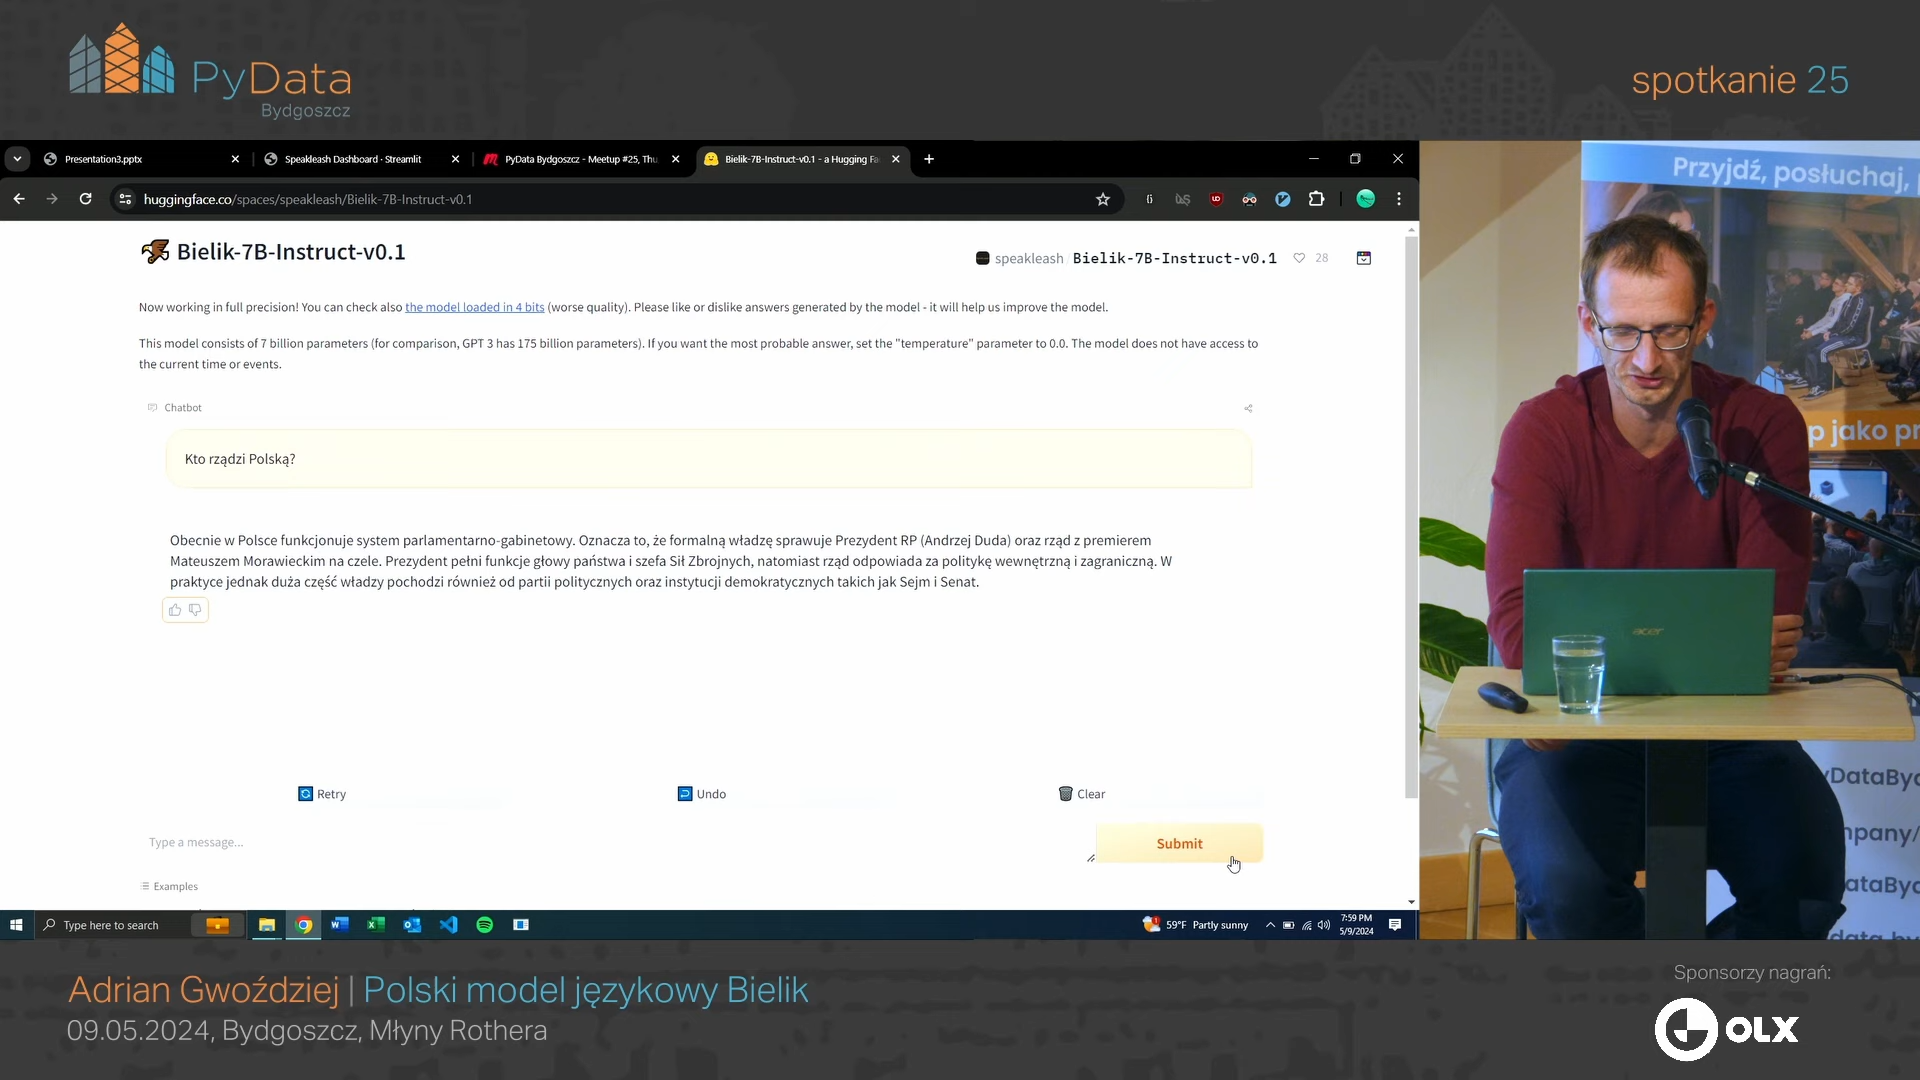 PyData
Bydgoszcz
spotkanie 25
Presentation3.pptx
Speakleash Dashboard · Streamlit
PyData Bydgoszcz - Meetup #25, Thu
Bielik-7B-Instruct-v0.1 - a Hugging Fa
huggingface.co/spaces/speakleash/Bielik-7B-Instruct-v0.1
Bielik-7B-Instruct-v0.1
speakleash Bielik-7B-Instruct-v0.1 28
Now working in full precision! You can check also the model loaded in 4 bits (worse quality). Please like or dislike answers generated by the model - it will help us improve the model.
This model consists of 7 billion parameters (for comparison, GPT 3 has 175 billion parameters). If you want the most probable answer, set the "temperature" parameter to 0.0. The model does not have access to
the current time or events.
Chatbot
Kto rządzi Polską?
Obecnie w Polsce funkcjonuje system parlamentarno-gabinetowy. Oznacza to, że formalną władzę sprawuje Prezydent RP (Andrzej Duda) oraz rząd z premierem
Mateuszem Morawieckim na czele. Prezydent pełni funkcje głowy państwa i szefa Sił Zbrojnych, natomiast rząd odpowiada za politykę wewnętrzną i zagraniczną. W
praktyce jednak duża część władzy pochodzi również od partii politycznych oraz instytucji demokratycznych takich jak Sejm i Senat.
Retry
Undo
Clear
Type a message...
Submit
Examples
Type here to search
59°F Partly sunny
7:59 PM
5/9/2024
Przyjdź, posłuchaj,
p jako pr
acer
yDataByd
mpany/
ataByd
data.by
Adrian Gwoździej | Polski model językowy Bielik
09.05.2024, Bydgoszcz, Młyny Rothera
Sponsorzy nagrań:
OLX